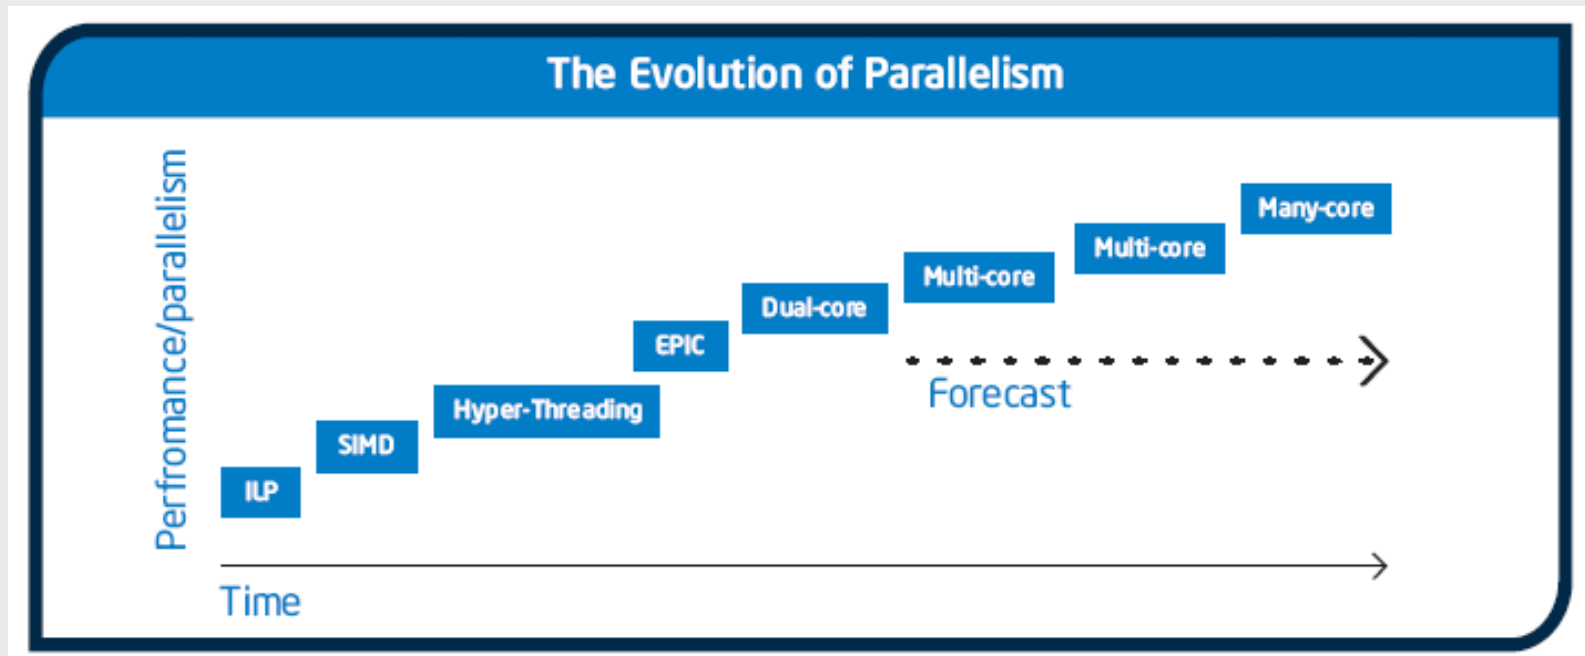 The Evolution of Parallelism
Perfromance/parallelism
Many-core
Multi-core
Multi-core
Dual-core
EPIC
Forecast
Hyper-Threading
SIMD
ILP
Time